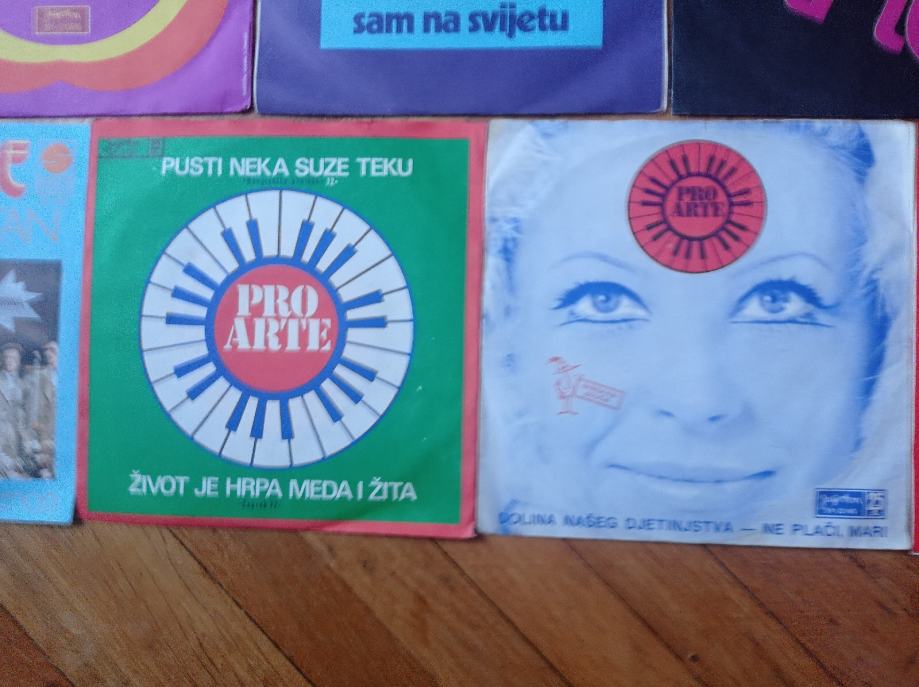 sam na svijetu
PUSTI NEKA SUZE TEKU
PRO
ARTE
ŽIVOT JE HRPA MEDA I ŽITA
PRO
ARTE
DOLINA NAŠEG DJETINJSTVA — NE PLAČI, MARI
jugoton